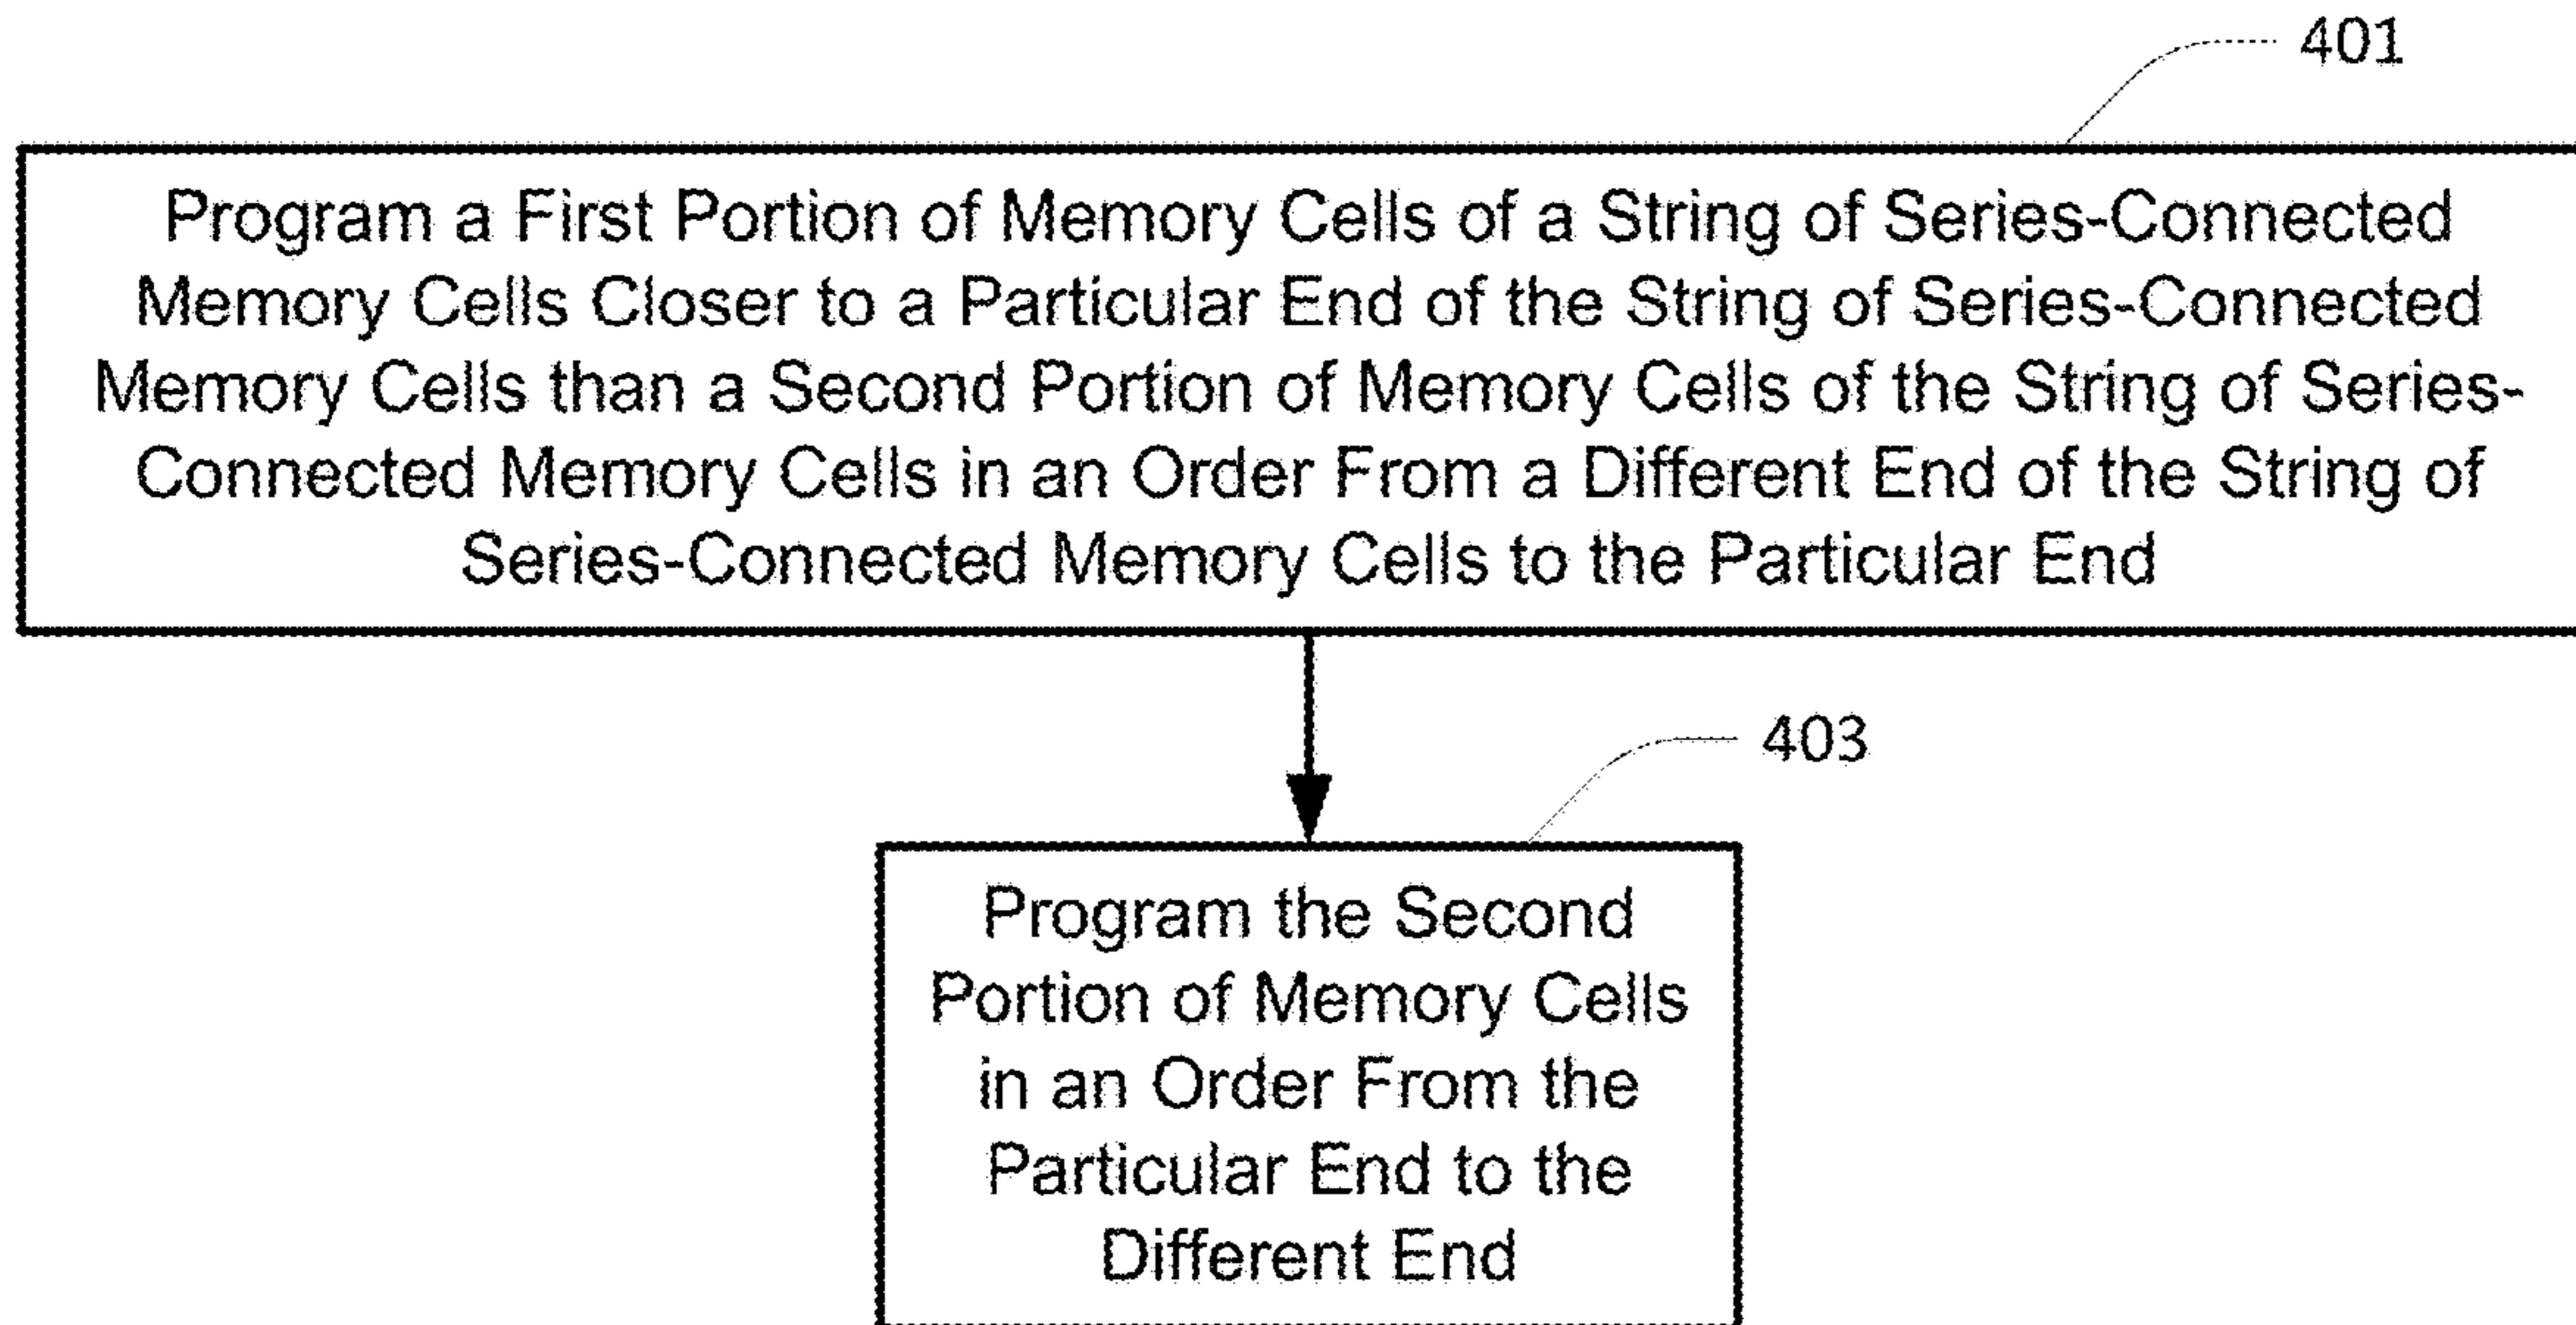 401
Program a First Portion of Memory Cells of a String of Series-Connected
Memory Cells Closer to a Particular End of the String of Series-Connected
Memory Cells than a Second Portion of Memory Cells of the String of Series-
Connected Memory Cells in an Order From a Different End of the String of
Series-Connected Memory Cells to the Particular End
403
Program the Second
Portion of Memory Cells
in an Order From the
Particular End to the
Different End